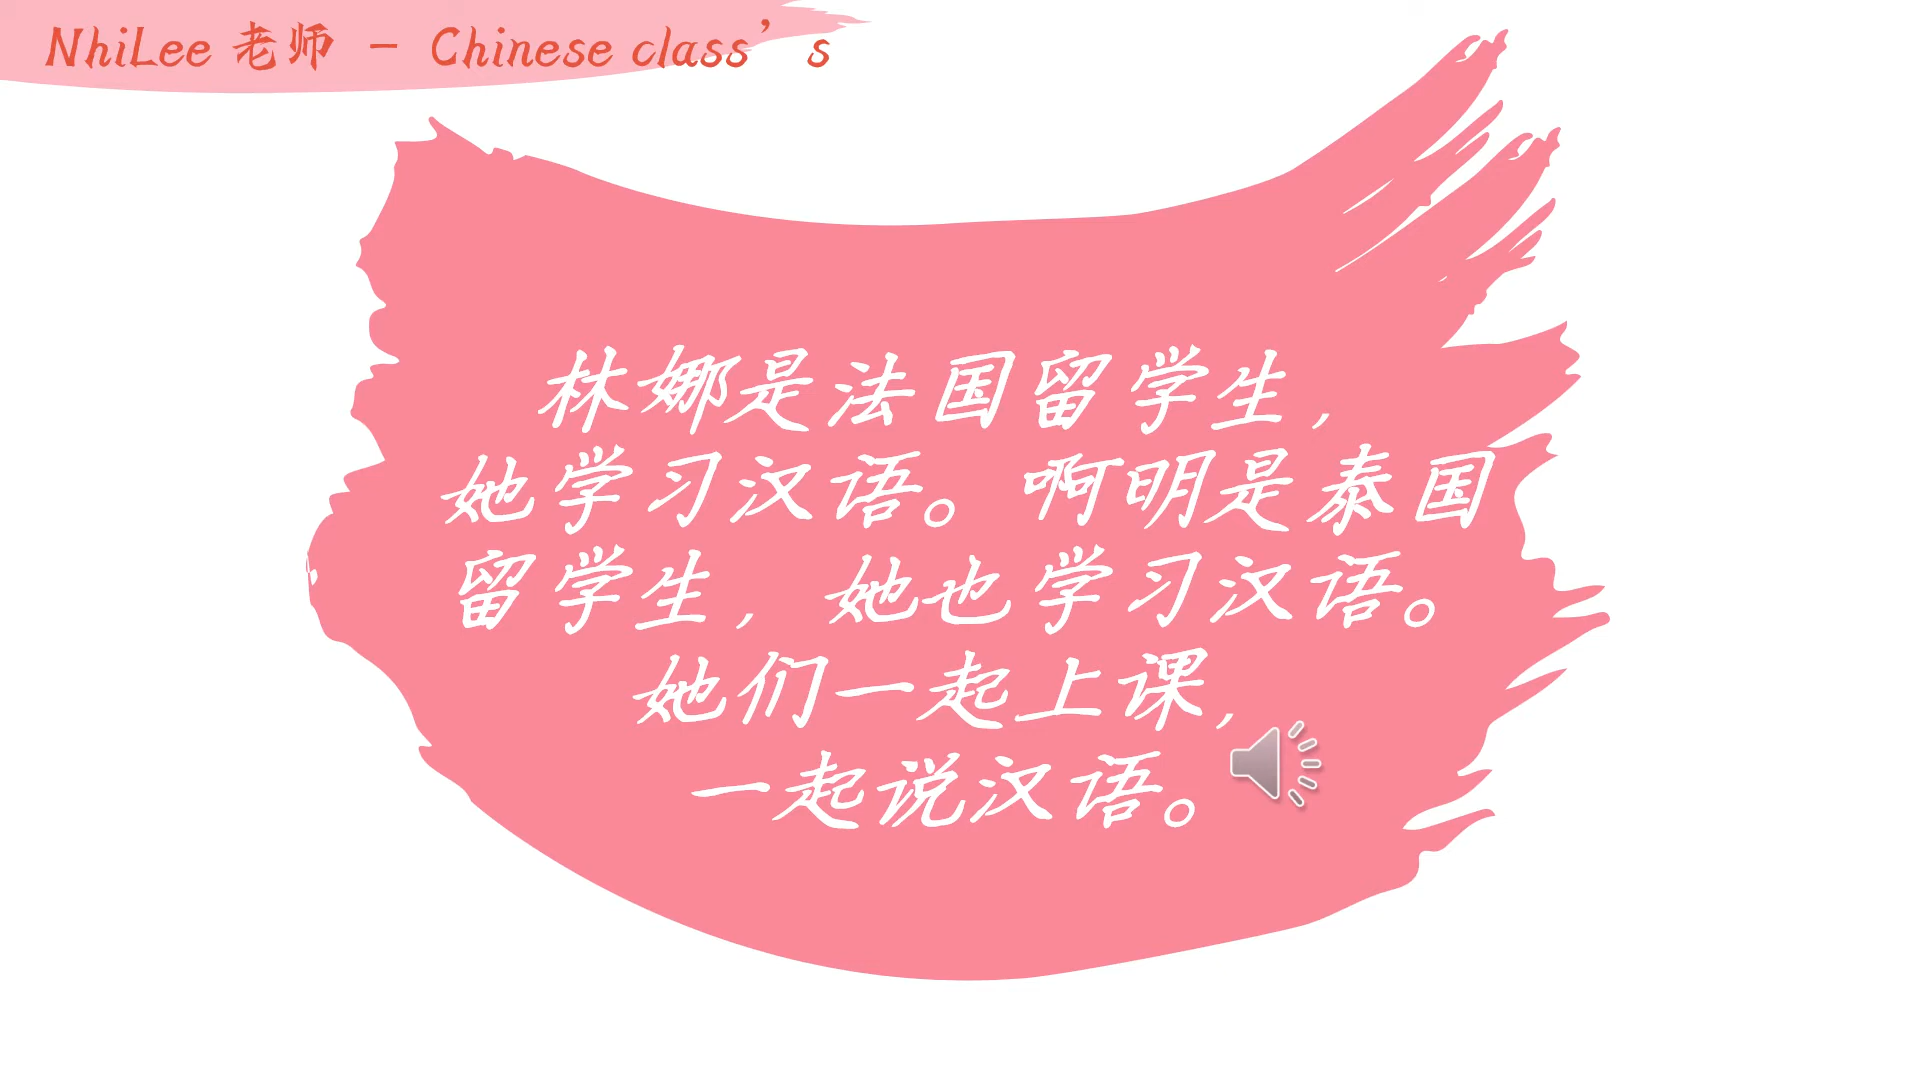 NhiLee 老师 - Chinese class’s
林娜是法国留学生，
她学习汉语。啊明是泰国
留学生，她也学习汉语。
她们一起上课，
一起说汉语。